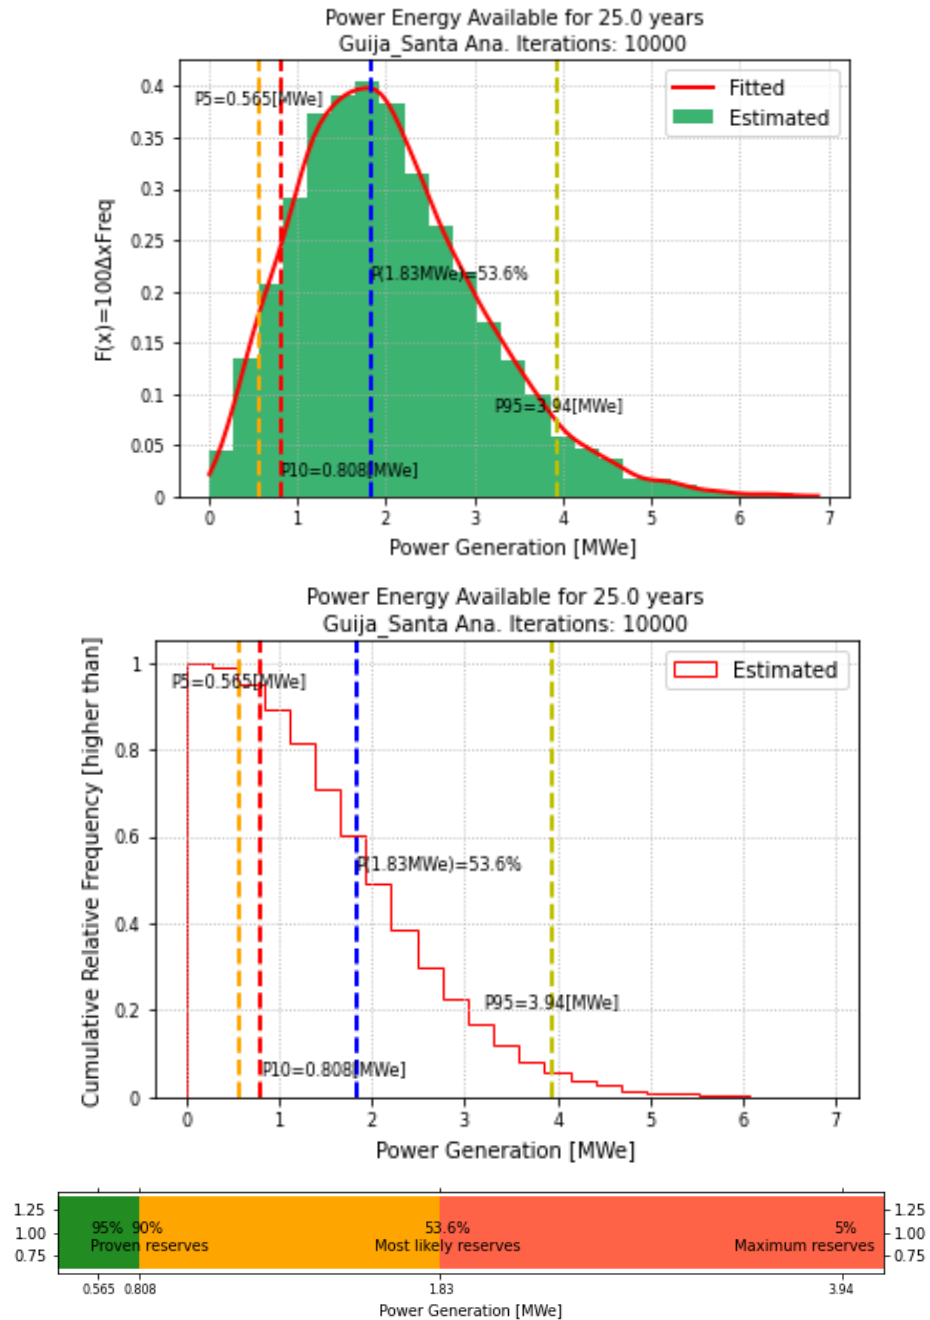 Power Energy Available for 25.0 years
Guija_Santa Ana. Iterations: 10000
Fitted
Estimated
P5=0.565[MWe]
P(1.83MWe)=53.6%
P95=3.94[MWe]
P10=0.808[MWe]
F(x)=100ΔxFreq
0.4
0.35
0.3
0.25
0.2
0.15
0.1
0.05
0
0 1 2 3 4 5 6 7
Power Generation [MWe]
Power Energy Available for 25.0 years
Guija_Santa Ana. Iterations: 10000
Estimated
P5=0.565[MWe]
P(1.83MWe)=53.6%
P95=3.94[MWe]
P10=0.808[MWe]
Cumulative Relative Frequency [higher than]
1
0.8
0.6
0.4
0.2
0
0 1 2 3 4 5 6 7
Power Generation [MWe]
1.25 1.25
95% 90% 53.6% 5%
1.00 1.00
Proven reserves Most likely reserves Maximum reserves
0.75 0.75
0.565 0.808 1.83 3.94
Power Generation [MWe]